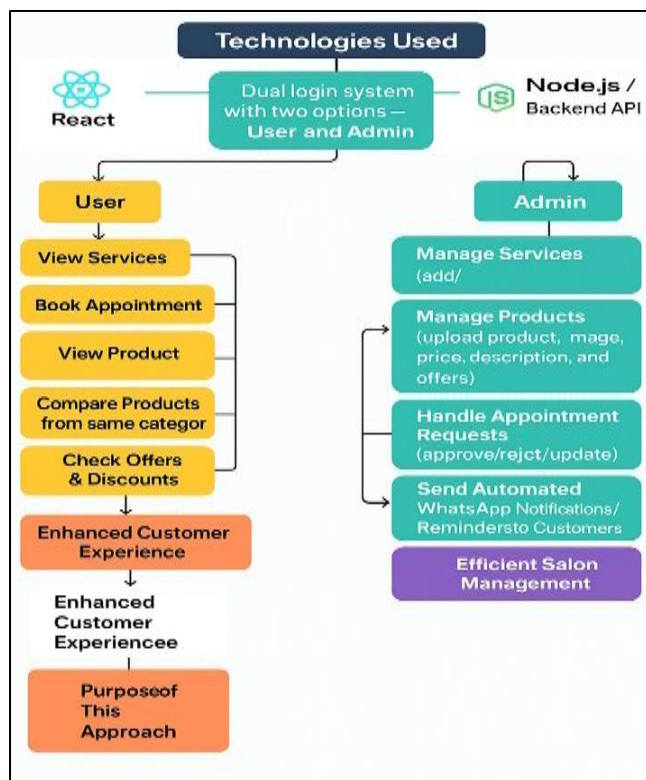 Technologies Used
React
Dual login system
with two options —
User and Admin
JS
Node.js /
Backend API
User
View Services
Book Appointment
View Product
Compare Products
from same categor
Check Offers
& Discounts
Enhanced Customer
Experience
Enhanced
Customer
Experiencee
Purposeof
This
Approach
Admin
Manage Services
(add/
Manage Products
(upload product, mage,
price, description, and
offers)
Handle Appointment
Requests
(approve/rejct/update)
Send Automated
WhatsApp Notifications/
Remindersto Customers
Efficient Salon
Management